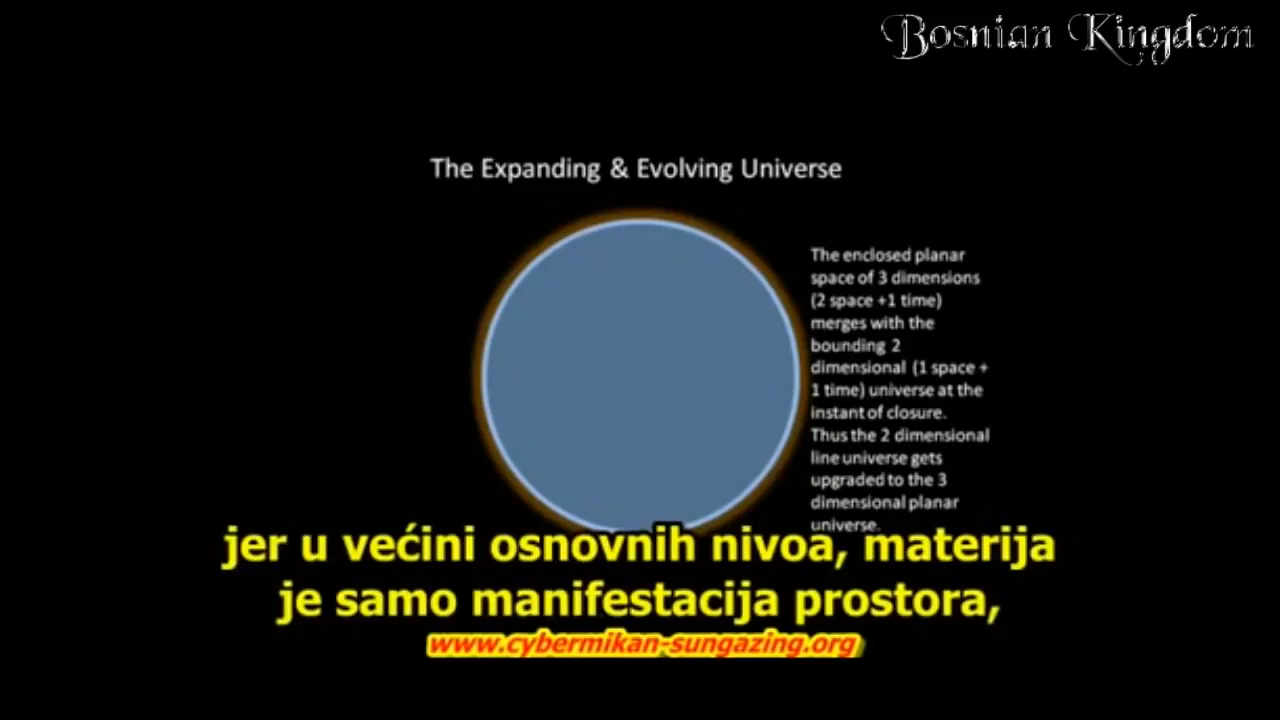 Bosnian Kingdom
The Expanding & Evolving Universe
The enclosed planar
space of 3 dimensions
(2 space +1 time)
merges with the
bounding 2
dimensional (1 space +
1 time) universe at the
instant of closure.
Thus the 2 dimensional
line universe gets
upgraded to the 3
dimensional planar
universe.
jer u većini osnovnih nivoa, materija
je samo manifestacija prostora,
www.cybermikan-sungazing.org